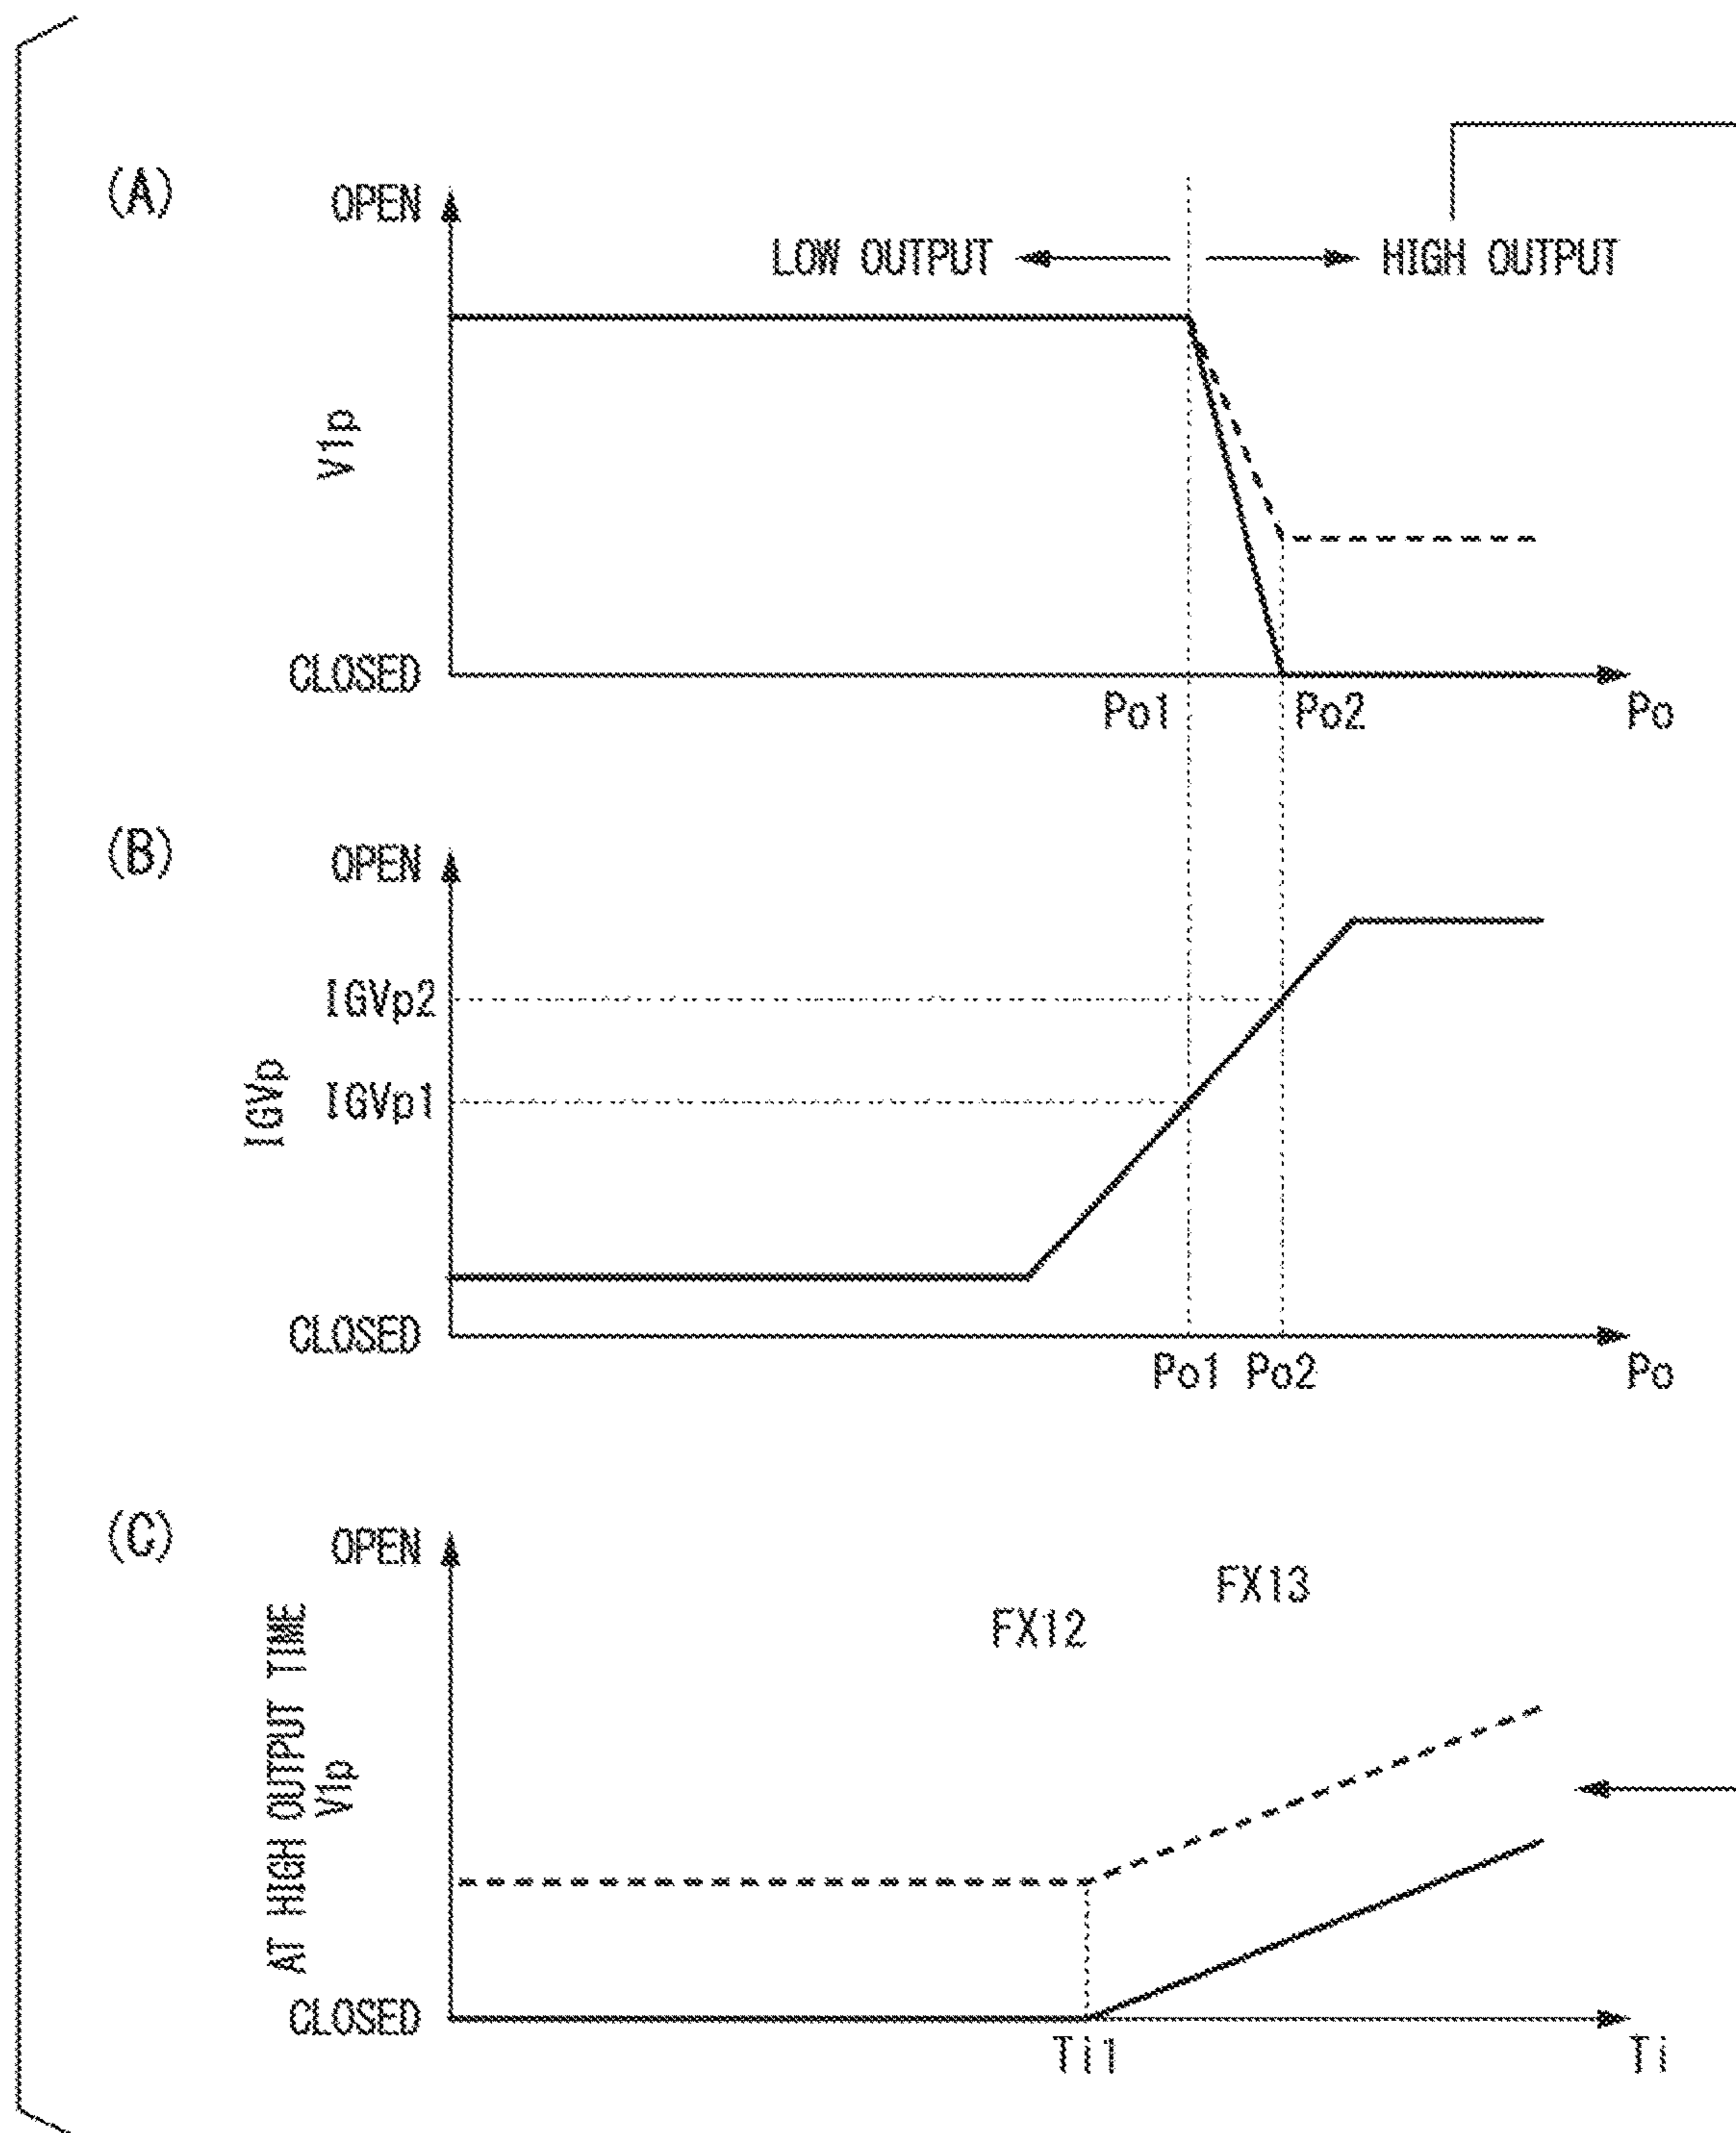 (A)
OPEN
LOW OUTPUT
HIGH OUTPUT
V1p
CLOSED
Po1
Po2
Po
(B)
OPEN
IGVp2
IGVp1
IGVp
CLOSED
Po1
Po2
Po
(C)
OPEN
FX13
FX12
AT HIGH OUTPUT TIME
V1p
CLOSED
Ti1
Ti